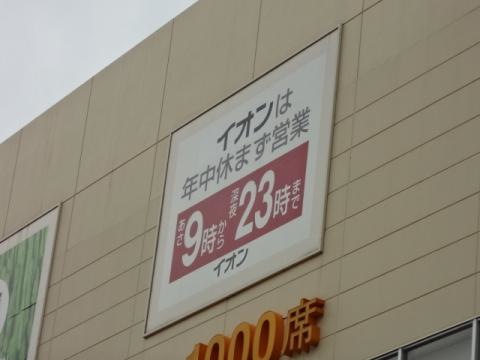 イオンは
年中休まず営業
あさ9時から深夜23時まで
イオン
1000席